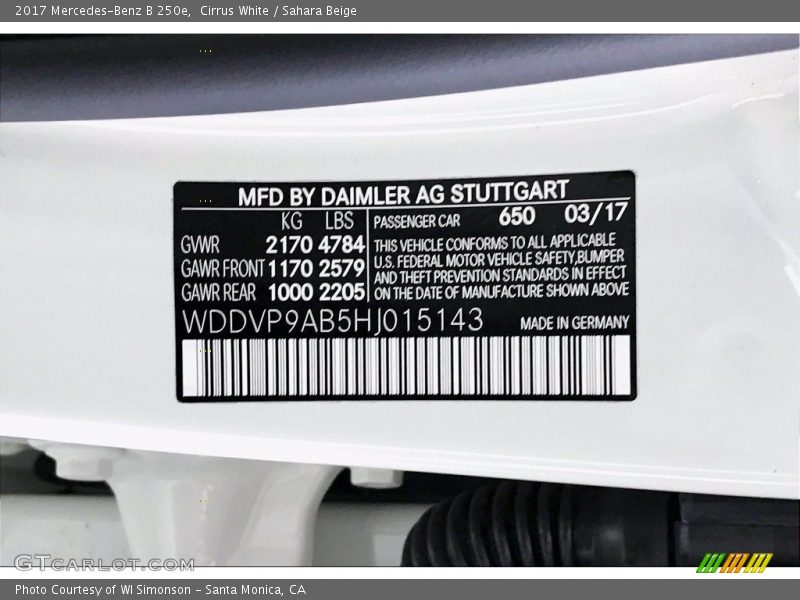 2017 Mercedes-Benz B 250e,  Cirrus White / Sahara Beige
MFD BY DAIMLER AG STUTTGART
KG LBS
GVWR 2170 4784
GAWR FRONT 1170 2579
GAWR REAR 1000 2205
PASSENGER CAR 650 03/17
THIS VEHICLE CONFORMS TO ALL APPLICABLE
U.S. FEDERAL MOTOR VEHICLE SAFETY,BUMPER
AND THEFT PREVENTION STANDARDS IN EFFECT
ON THE DATE OF MANUFACTURE SHOWN ABOVE
WDDVP9AB5HJ015143 MADE IN GERMANY
GTCARLOT.COM
Photo Courtesy of WI Simonson - Santa Monica, CA